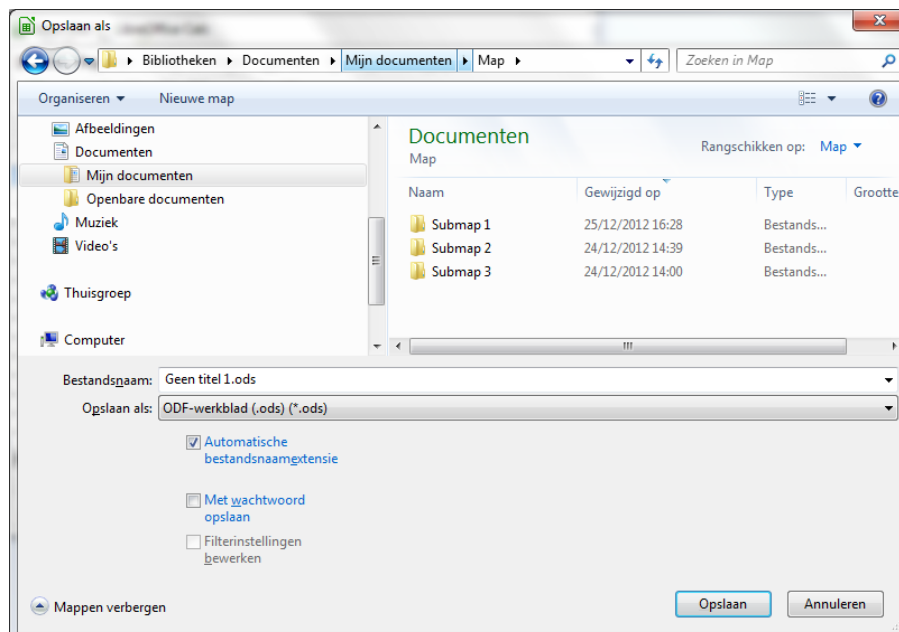 Opslaan als
Bibliotheken Documenten Mijn documenten Map
Zoeken in Map
Organiseren Nieuwe map
Afbeeldingen
Documenten
Mijn documenten
Openbare documenten
Muziek
Video's
Thuisgroep
Computer
Documenten
Map
Rangschikken op: Map
Naam Gewijzigd op Type Grootte
Submap 1 25/12/2012 16:28 Bestands...
Submap 2 24/12/2012 14:39 Bestands...
Submap 3 24/12/2012 14:00 Bestands...
Bestandsnaam: Geen titel 1.ods
Opslaan als: ODF-werkblad (.ods) (*.ods)
Automatische
bestandsnaamextensie
Met wachtwoord
opslaan
Filterinstellingen
bewerken
Mappen verbergen
Opslaan Annuleren